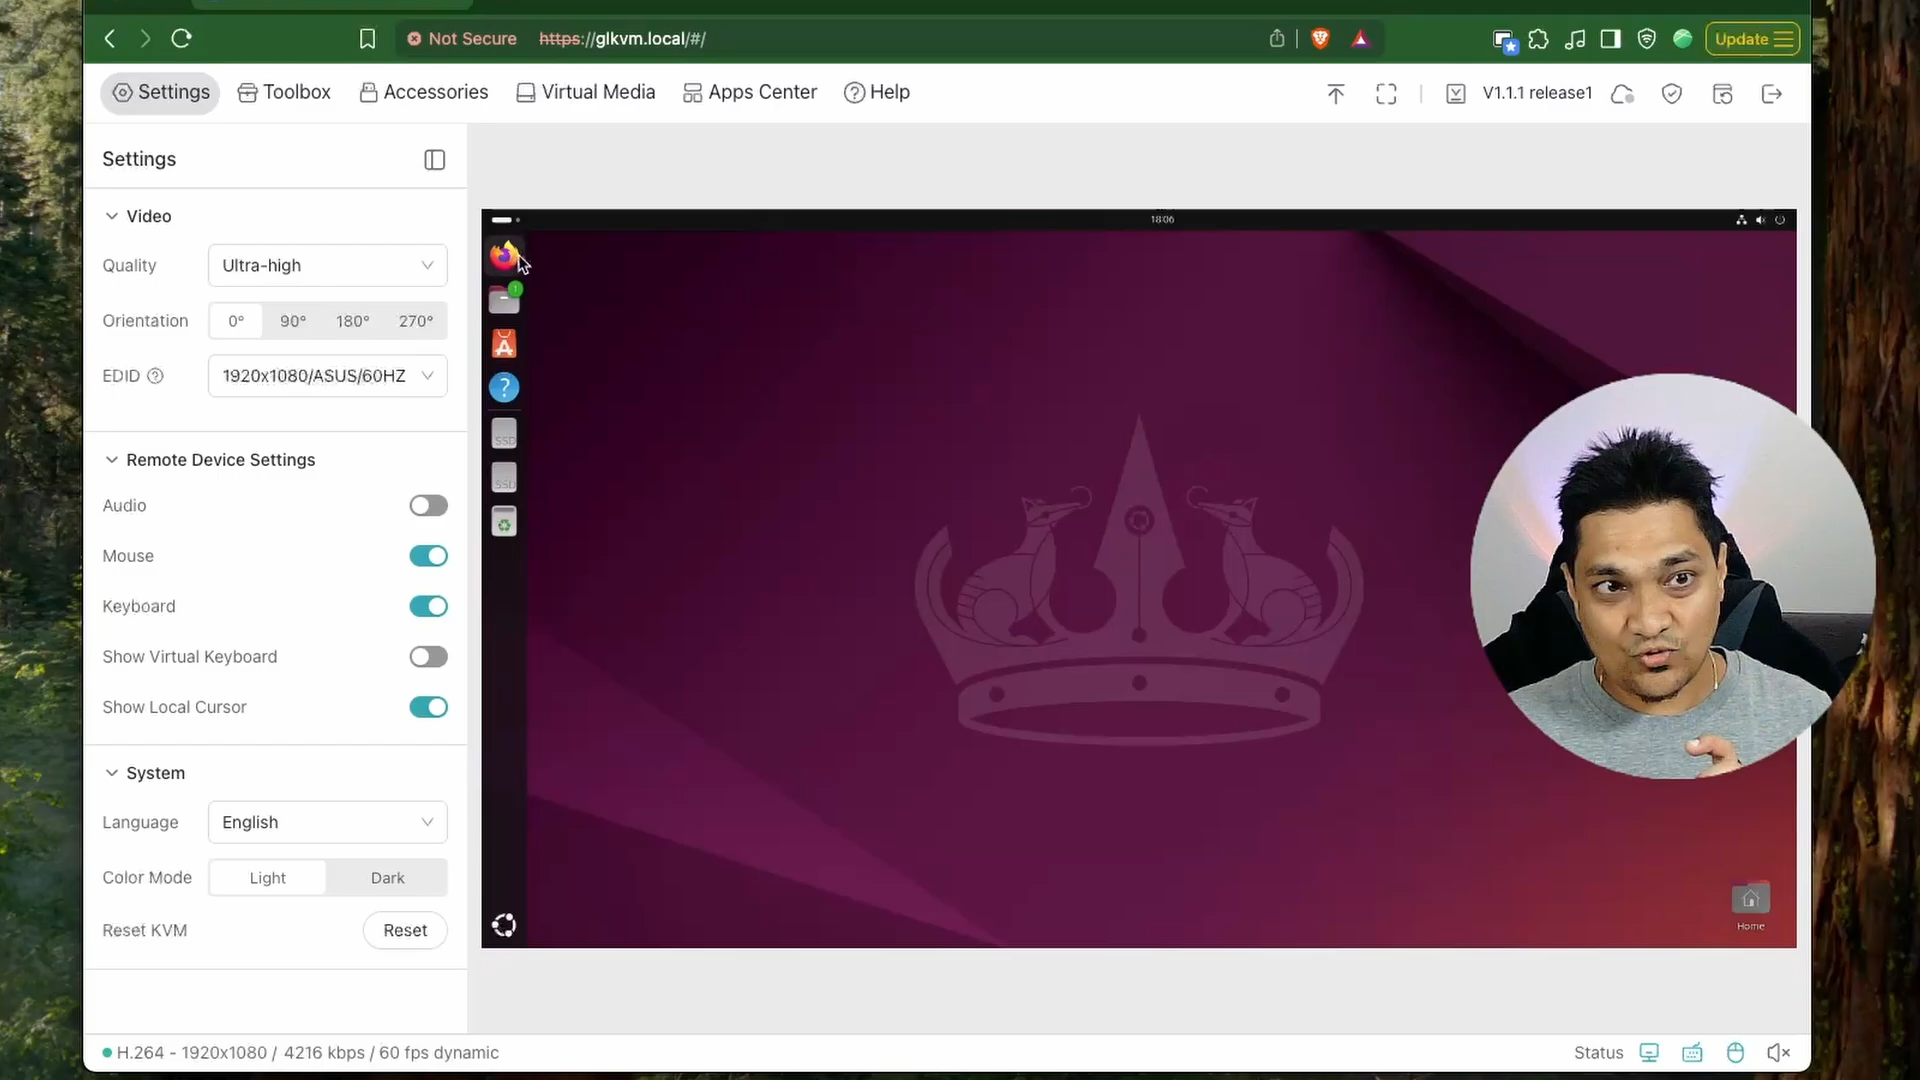 Not Secure https://glkvm.local/#/
Update
Settings Toolbox Accessories Virtual Media Apps Center Help V1.1.1 release1
Settings
Video
Quality Ultra-high
Orientation 0° 90° 180° 270°
EDID 1920x1080/ASUS/60HZ
Remote Device Settings
Audio
Mouse
Keyboard
Show Virtual Keyboard
Show Local Cursor
System
Language English
Color Mode Light Dark
Reset KVM Reset
18:06
1
SSD
SSD
Home
H.264 - 1920x1080 / 4216 kbps / 60 fps dynamic
Status